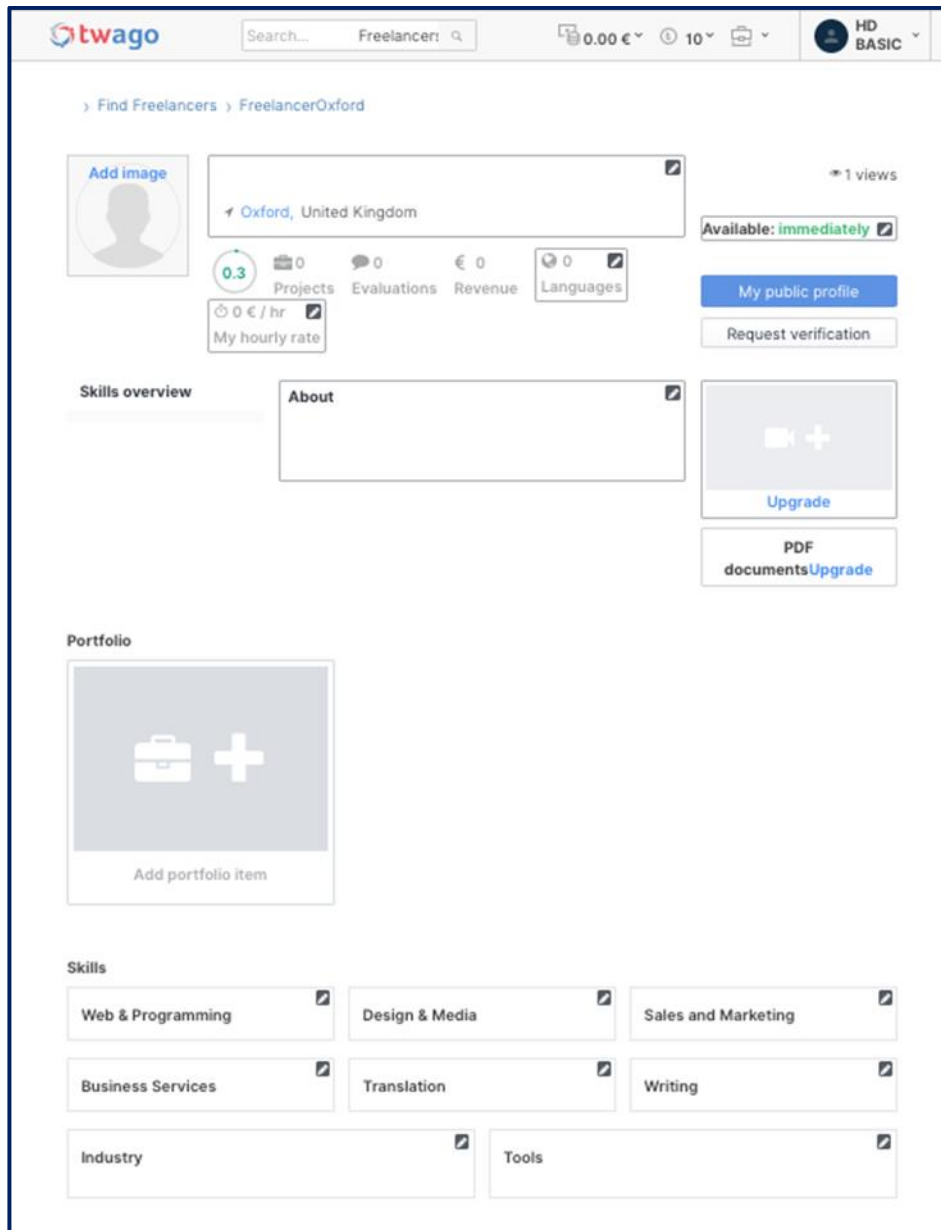 twago Search... Freelancer: 0.00 € 10 HD BASIC
› Find Freelancers › FreelancerOxford
Add image
Oxford, United Kingdom
1 views
Available: immediately
0.3
0 Projects
0 Evaluations
€ 0 Revenue
0 Languages
0 € / hr
My hourly rate
My public profile
Request verification
Skills overview
About
Upgrade
PDF
documentsUpgrade
Portfolio
Add portfolio item
Skills
Web & Programming
Design & Media
Sales and Marketing
Business Services
Translation
Writing
Industry
Tools